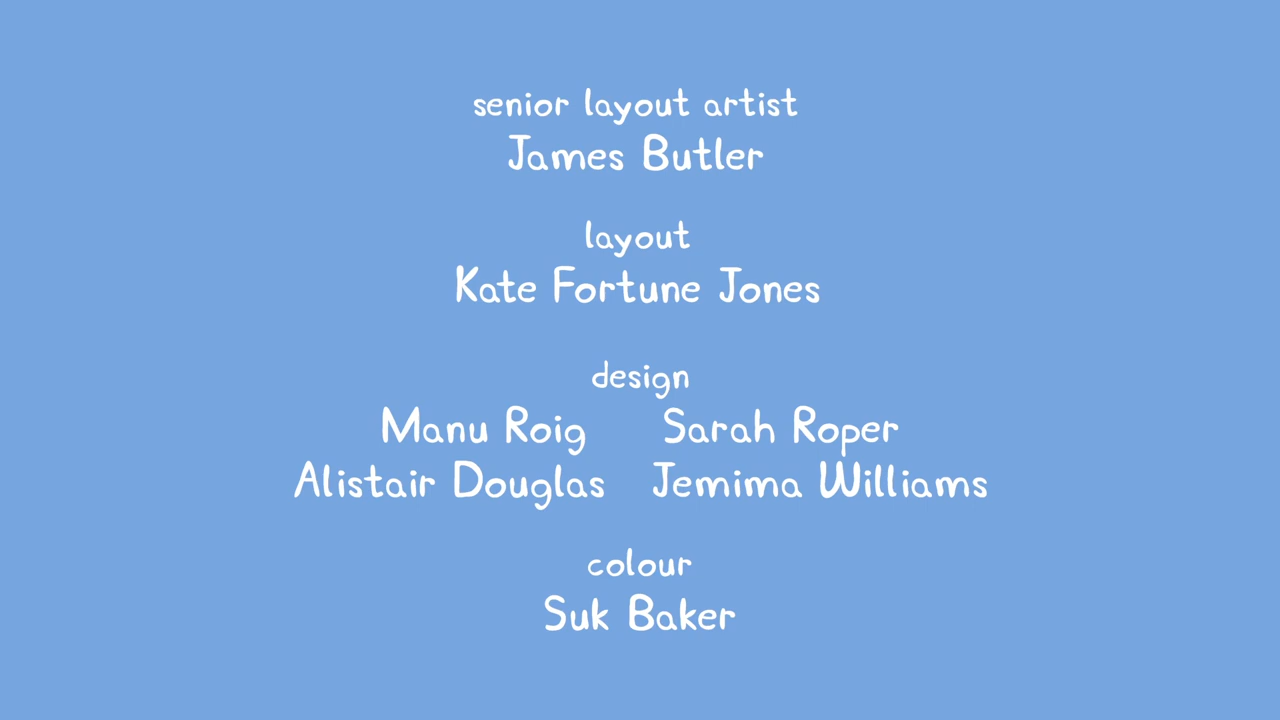 senior layout artist
James Butler
layout
Kate Fortune Jones
design
Manu Roig Sarah Roper
Alistair Douglas Jemima Williams
colour
Suk Baker